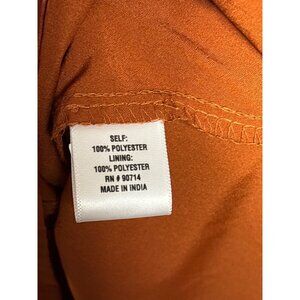 SELF:
100% POLYESTER
LINING:
100% POLYESTER
RN # 90714
MADE IN INDIA